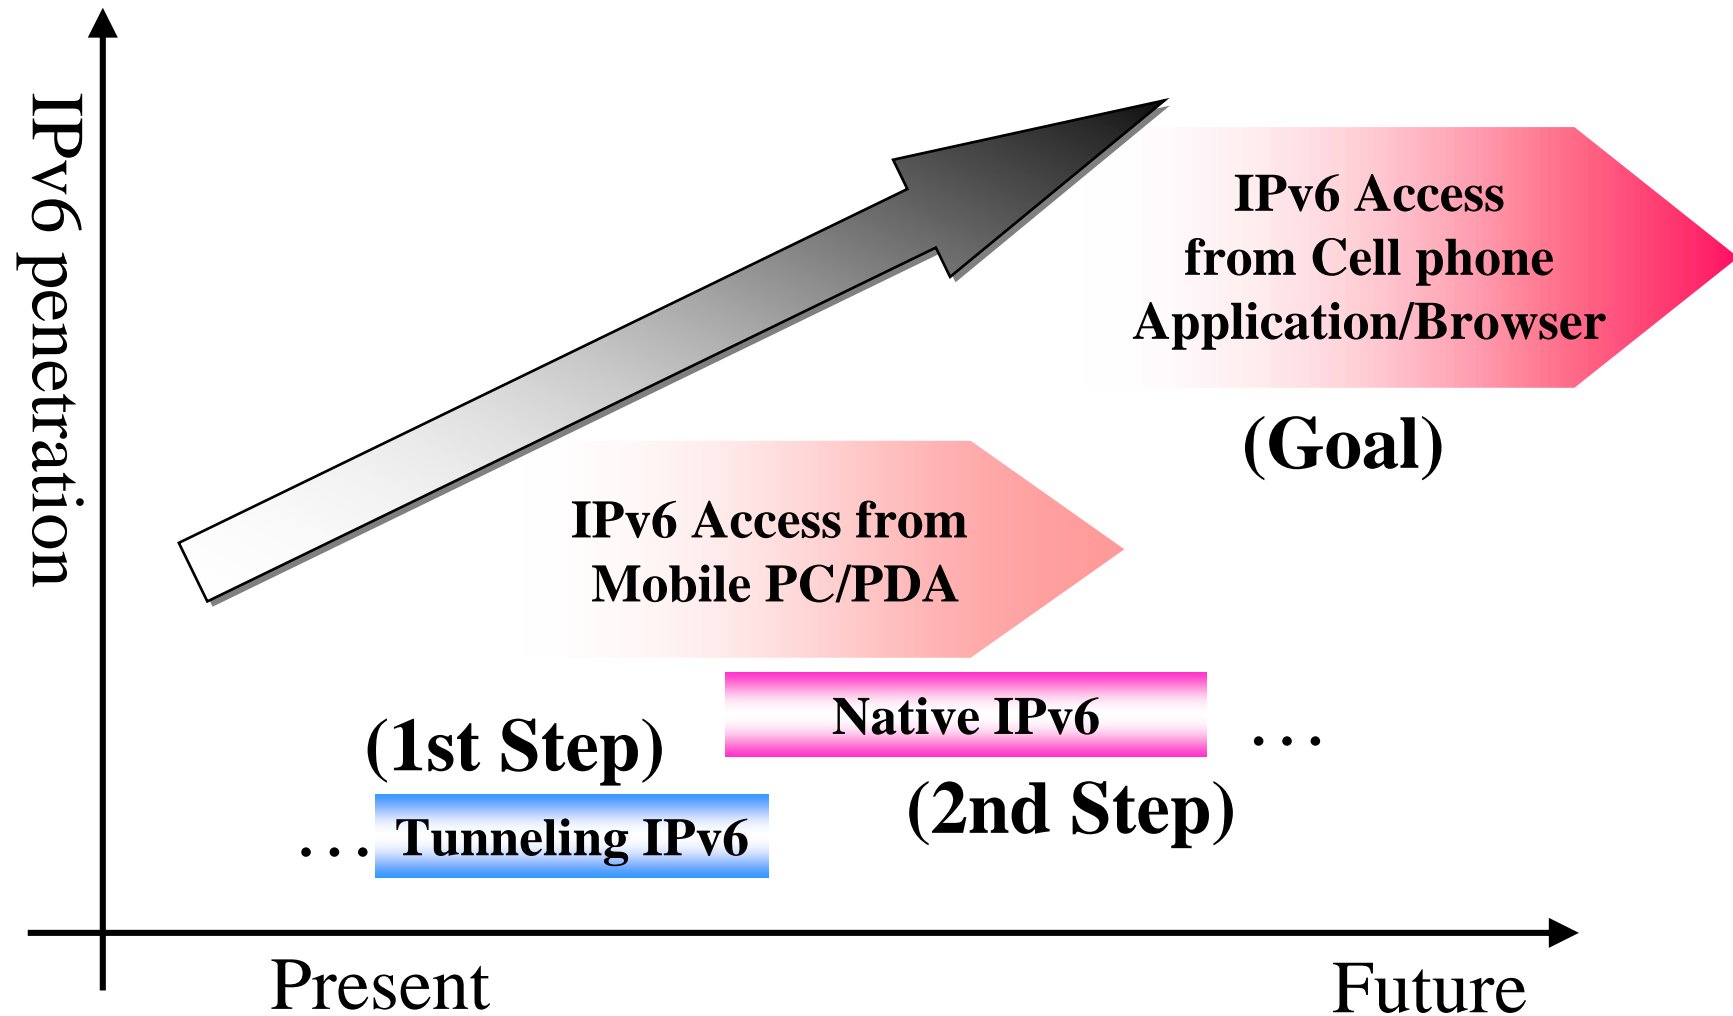 IPv6 penetration
IPv6 Access
from Cell phone
Application/Browser
(Goal)
IPv6 Access from
Mobile PC/PDA
Native IPv6
…
(1st Step)
(2nd Step)
…
Tunneling IPv6
Present
Future